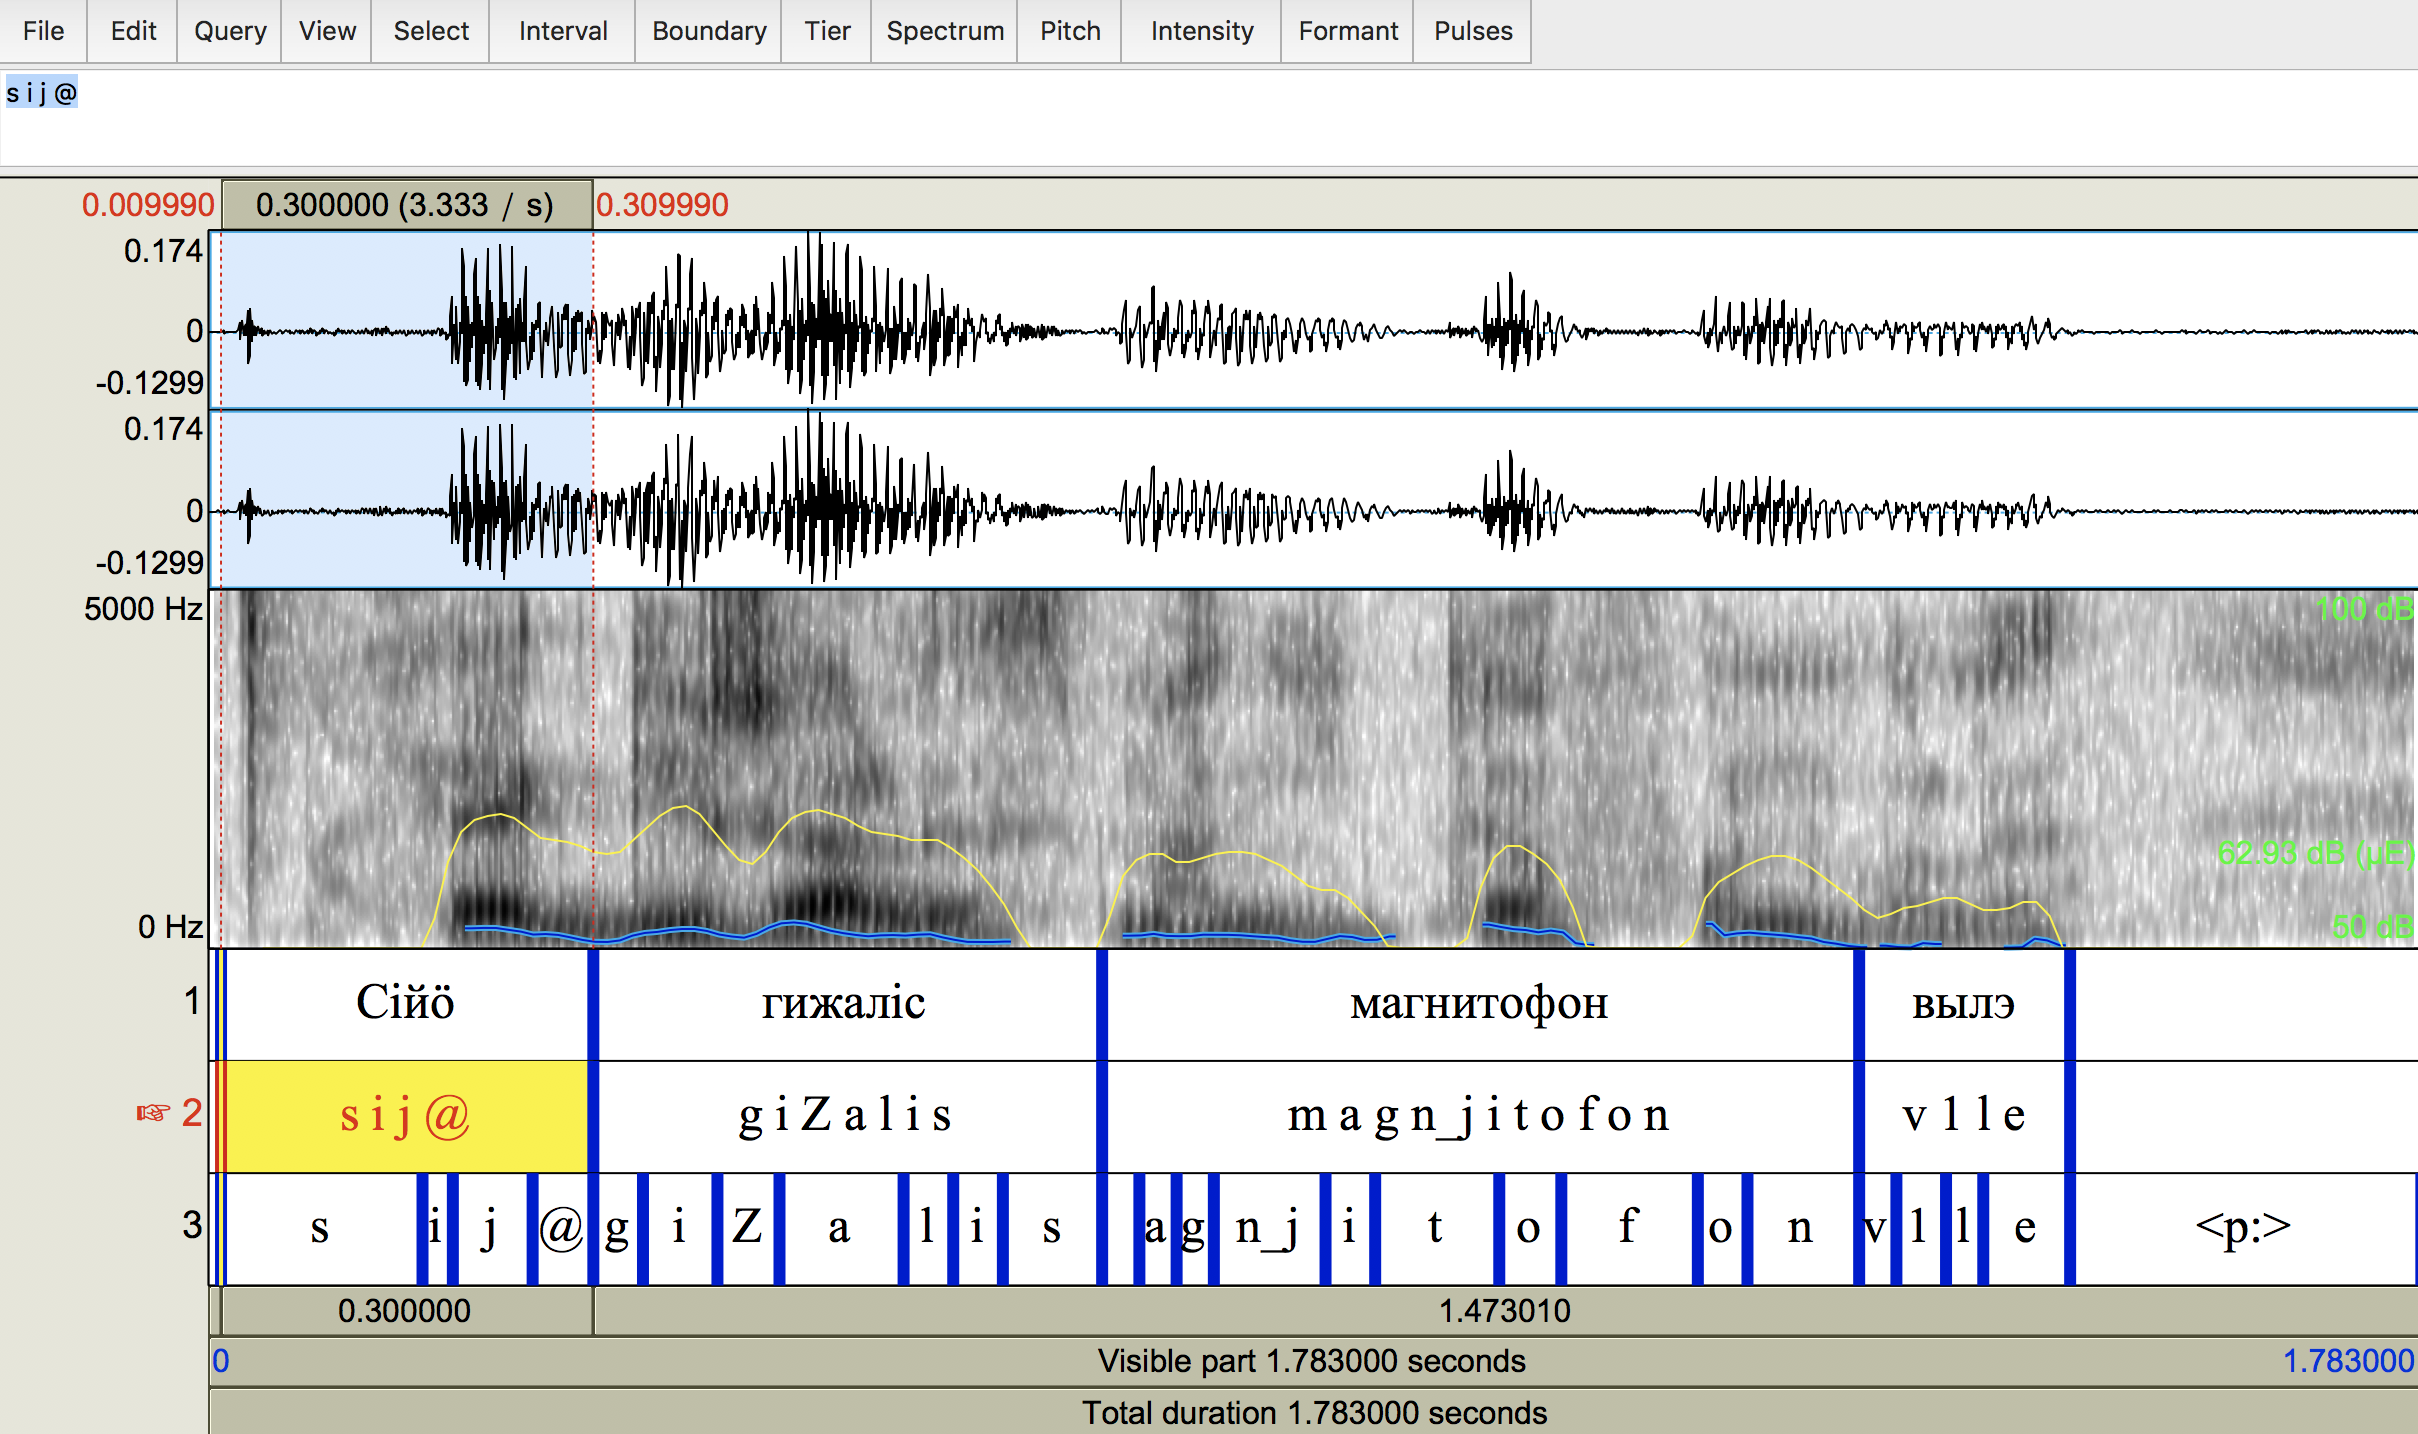 File Edit Query View Select Interval Boundary Tier Spectrum Pitch Intensity Formant Pulses
s i j @
0.009990 0.300000 (3.333 / s) 0.309990
0.174
0
-0.1299
0.174
0
-0.1299
5000 Hz 100 dB
62.93 dB (µE)
0 Hz 50 dB
1 Сійӧ гижаліс магнитофон вылэ
☞ 2 s i j @ g i Z a l i s m a g n_j i t o f o n v 1 l e
3 s i j @ g i Z a l i s a g n_j i t o f o n v 1 l e <p:>
0.300000 1.473010
0 Visible part 1.783000 seconds 1.783000
Total duration 1.783000 seconds